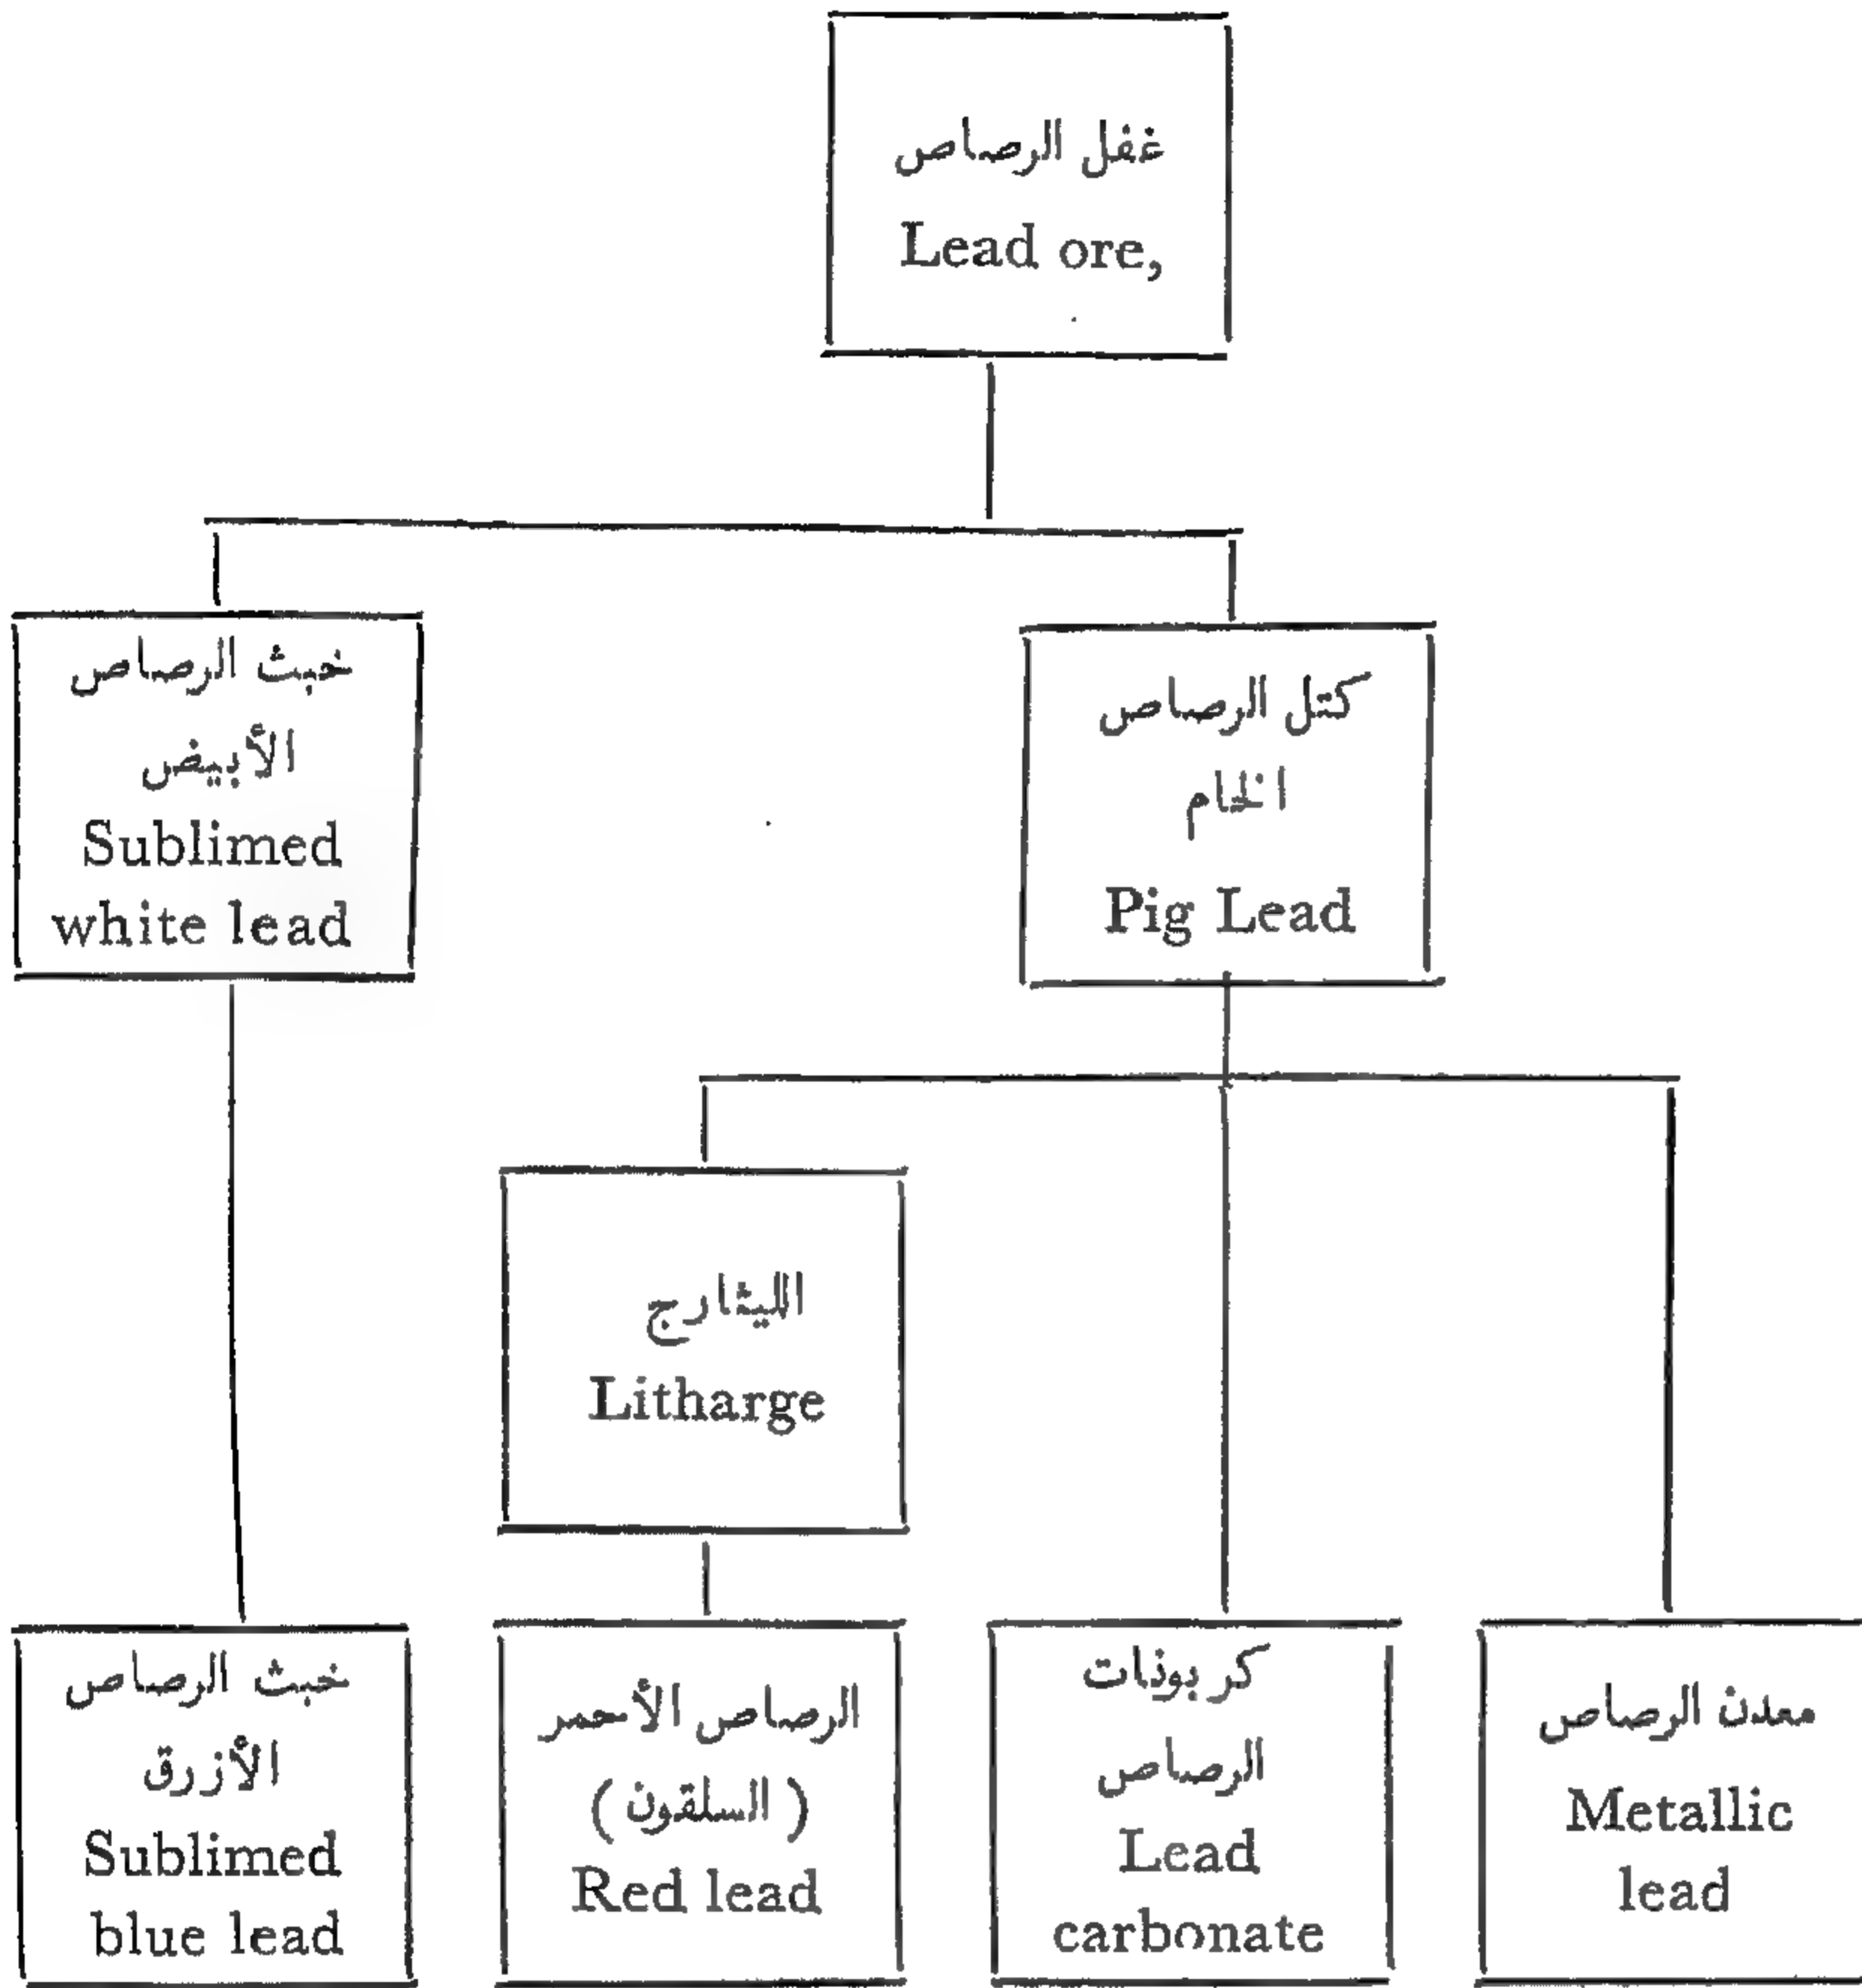 غفل الرصاص
Lead ore,
خبث الرصاص
الأبيض
Sublimed
white lead
كتل الرصاص
الخام
Pig Lead
الليثارج
Litharge
خبث الرصاص
الأزرق
Sublimed
blue lead
الرصاص الأحمر
(السلقون)
Red lead
كربونات
الرصاص
Lead
carbonate
معدن الرصاص
Metallic
lead